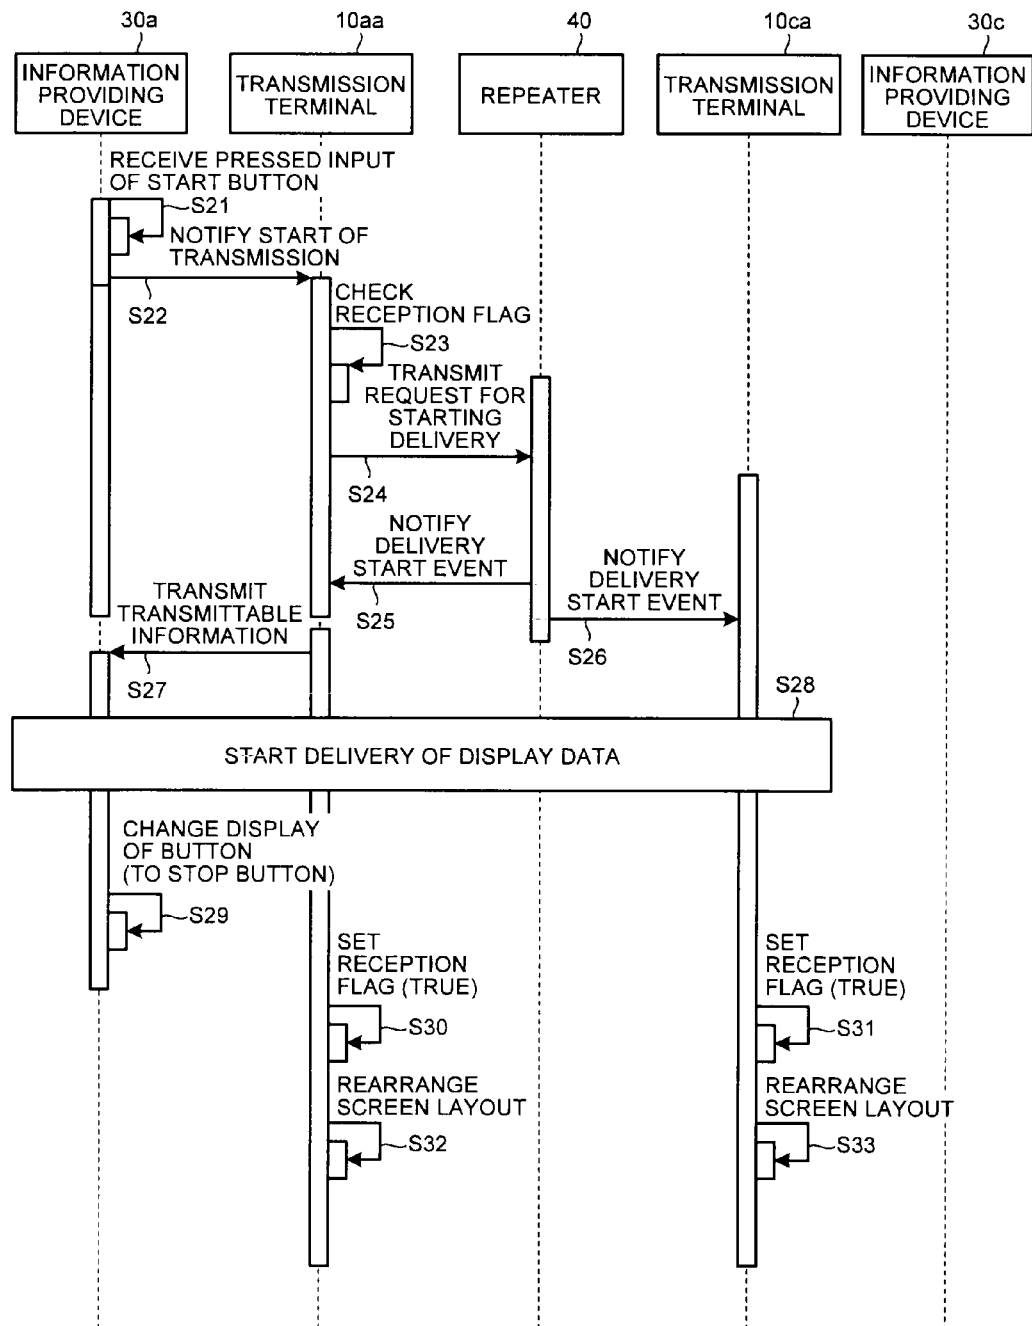 30a
10aa
40
10ca
30c
INFORMATION
PROVIDING
DEVICE
TRANSMISSION
TERMINAL
REPEATER
TRANSMISSION
TERMINAL
INFORMATION
PROVIDING
DEVICE
RECEIVE PRESSED INPUT
OF START BUTTON
S21
NOTIFY START OF
TRANSMISSION
S22
CHECK
RECEPTION FLAG
S23
TRANSMIT
REQUEST FOR
STARTING
DELIVERY
S24
NOTIFY
DELIVERY
START EVENT
S25
NOTIFY
DELIVERY
START EVENT
S26
TRANSMIT
TRANSMITTABLE
INFORMATION
S27
S28
START DELIVERY OF DISPLAY DATA
CHANGE DISPLAY
OF BUTTON
(TO STOP BUTTON)
S29
SET
RECEPTION
FLAG (TRUE)
S30
SET
RECEPTION
FLAG (TRUE)
S31
REARRANGE
SCREEN LAYOUT
S32
REARRANGE
SCREEN LAYOUT
S33